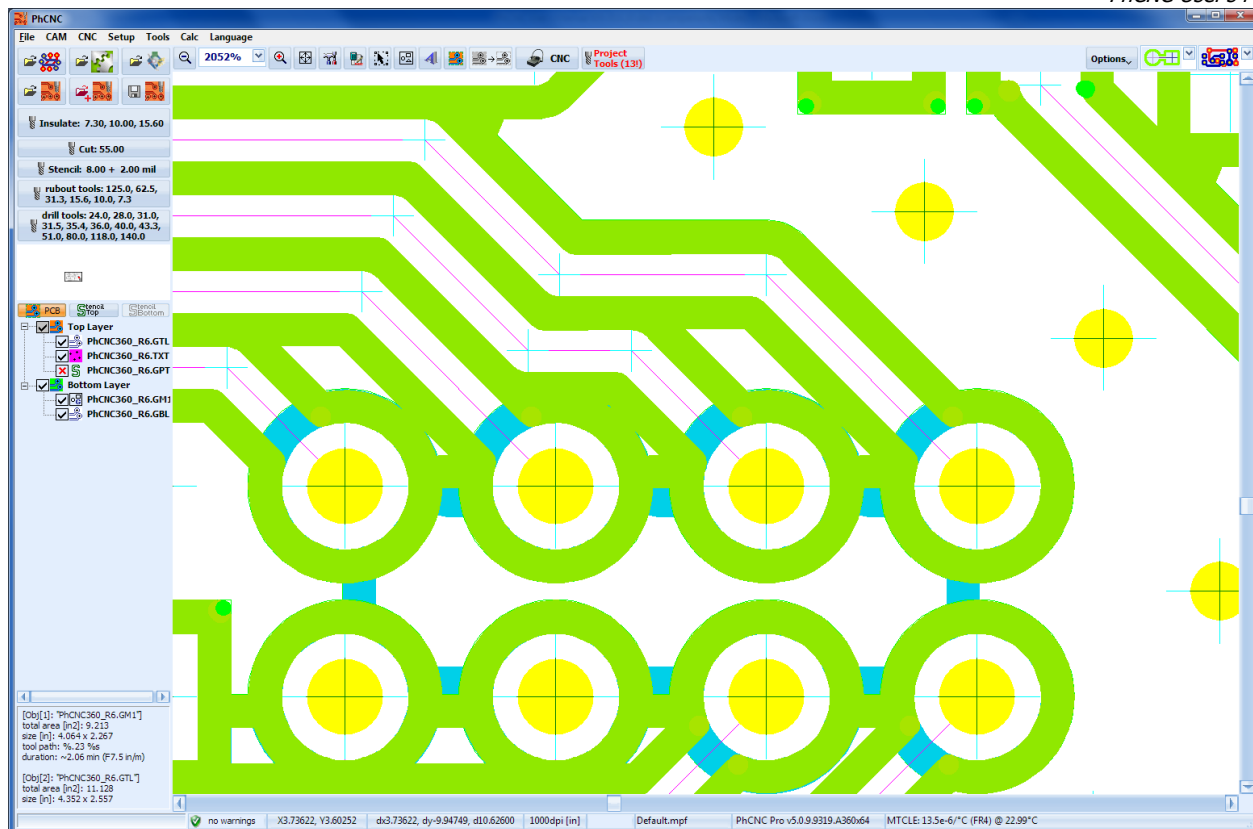 PhCNC
File CAM CNC Setup Tools Calc Language
2052%
CNC
Project
Tools (13!)
Options
Insulate: 7.30, 10.00, 15.60
Cut: 55.00
Stencil: 8.00 + 2.00 mil
rubout tools: 125.0, 62.5,
31.3, 15.6, 10.0, 7.3
drill tools: 24.0, 28.0, 31.0,
31.5, 35.4, 36.0, 40.0, 43.3,
51.0, 80.0, 118.0, 140.0
PCB
Stencil
Top
Stencil
Bottom
Top Layer
PhCNC360_R6.GTL
PhCNC360_R6.TXT
PhCNC360_R6.GPT
Bottom Layer
PhCNC360_R6.GM1
PhCNC360_R6.GBL
[Obj[1]: "PhCNC360_R6.GM1"]
total area [in2]: 9.213
size [in]: 4.064 x 2.267
tool path: %.23 %s
duration: ~2.06 min (F7.5 in/m)
[Obj[2]: "PhCNC360_R6.GTL"]
total area [in2]: 11.128
size [in]: 4.352 x 2.557
no warnings X3.73622, Y3.60252 dx3.73622, dy-9.94749, d10.62600 1000dpi [in] Default.mpf PhCNC Pro v5.0.9.9319.A360x64 MTCLE: 13.5e-6/°C (FR4) @ 22.99°C